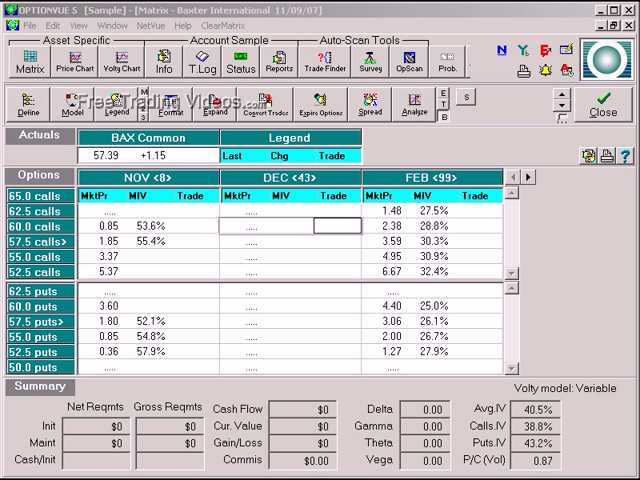 OPTIONVUE 5 [Sample] - [Matrix - Baxter International 11/09/07]
File Edit View Window NetVue Help ClearMatrix
Asset Specific Account Sample Auto-Scan Tools
Matrix Price Chart Volty Chart Info T.Log Status Reports Trade Finder Survey OpScan Prob.
N Y E
Free Trading Videos.com
Define Model Legend Format Expand Convert Trades Expire Options Spread Analyze Close
M 2 3
E T B
S
Actuals BAX Common Legend
57.39 +1.15 Last Chg Trade
Options NOV <8> DEC <43> FEB <99>
65.0 calls MktPr MIV Trade MktPr MIV Trade MktPr MIV Trade
62.5 calls ..... ..... 1.48 27.5%
60.0 calls 0.85 53.6% ..... 2.38 28.8%
57.5 calls> 1.85 55.4% ..... 3.59 30.3%
55.0 calls 3.37 ..... 4.95 30.9%
52.5 calls 5.37 ..... 6.67 32.4%
62.5 puts ..... ..... .....
60.0 puts 3.60 ..... 4.40 25.0%
57.5 puts> 1.80 52.1% ..... 3.06 26.1%
55.0 puts 0.85 54.8% ..... 2.00 26.7%
52.5 puts 0.36 57.9% ..... 1.27 27.9%
50.0 puts ..... ..... .....
Summary Volty model: Variable
Net Reqmts Gross Reqmts Cash Flow $0 Delta 0.00 Avg.IV 40.5%
Init $0 $0 Cur. Value $0 Gamma 0.00 Calls.IV 38.8%
Maint $0 $0 Gain/Loss $0 Theta 0.00 Puts.IV 43.2%
Cash/Init Commis $0.00 Vega 0.00 P/C (Vol) 0.87